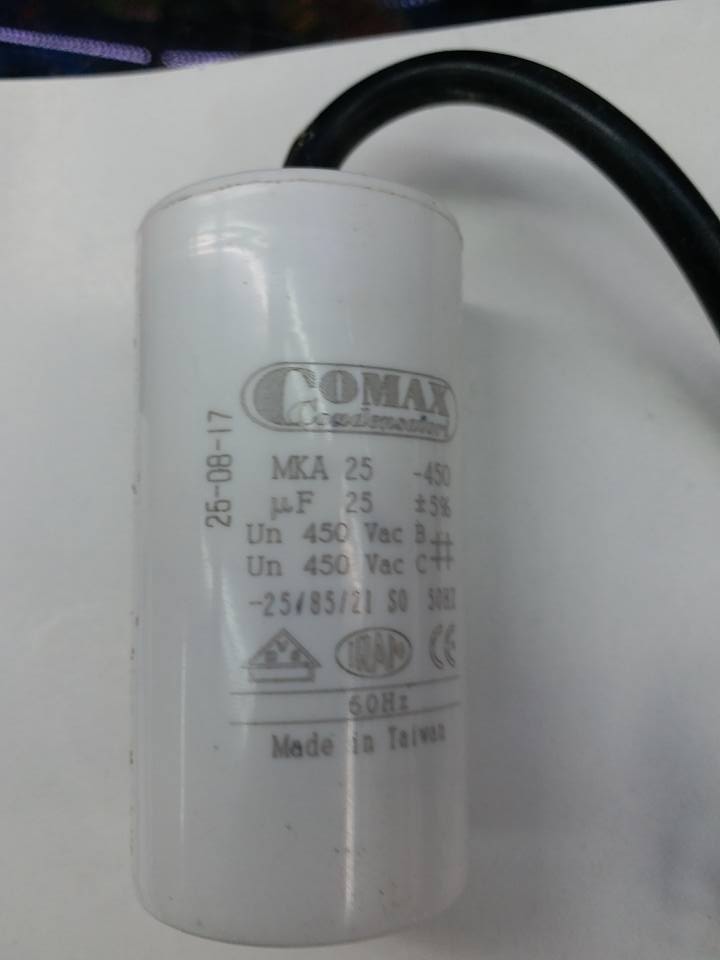 COMAX
Condensatori
MKA 25 -450
µF 25 ±5%
Un 450 Vac B
Un 450 Vac C
-25/85/21 S0 50Hz
IRAM CE
60Hz
Made in Taiwan
25-08-17